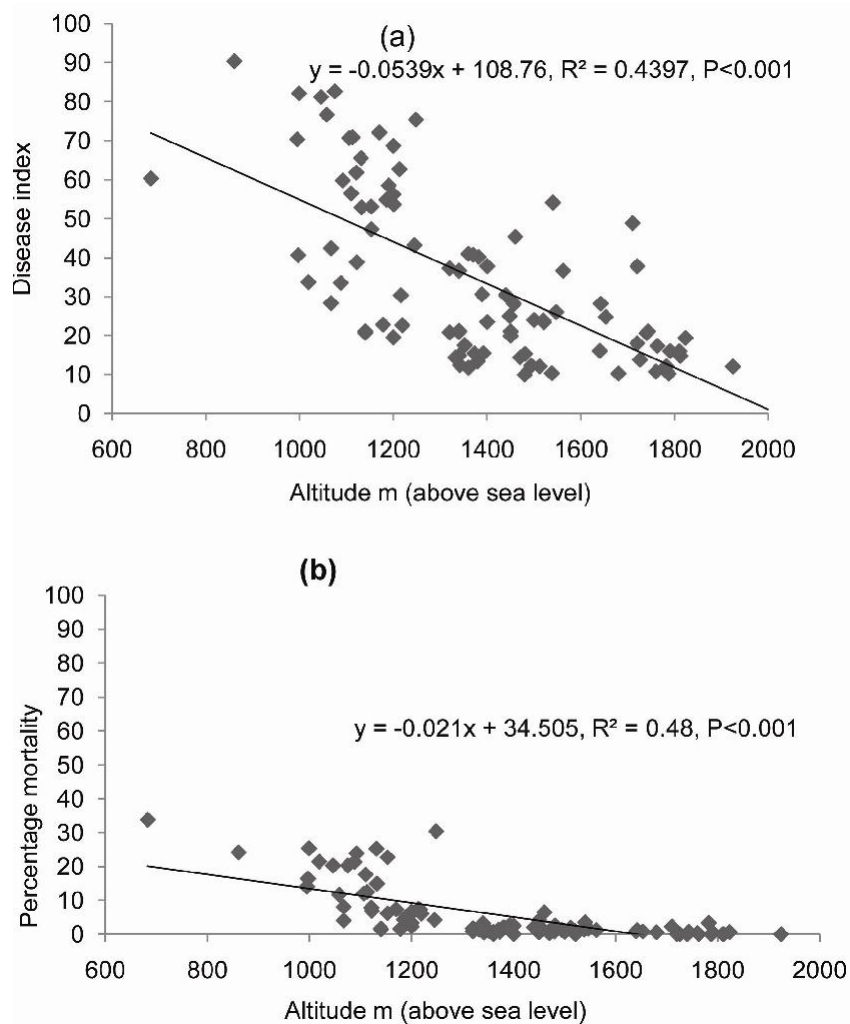 (a)
y = -0.0539x + 108.76, R² = 0.4397, P<0.001
100
90
80
70
60
50
40
30
20
10
0
Disease index
600 800 1000 1200 1400 1600 1800 2000
Altitude m (above sea level)
(b)
100
90
80
70
60
50
40
30
20
10
0
Percentage mortality
y = -0.021x + 34.505, R² = 0.48, P<0.001
600 800 1000 1200 1400 1600 1800 2000
Altitude m (above sea level)